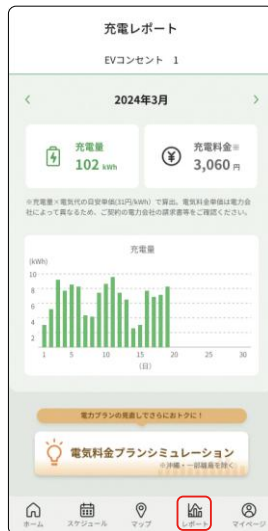 充電レポート
EVコンセント 1
2024年3月
充電量
102 kWh
充電料金※
3,060 円
※充電量×電気代の目安単価(31円/kWh)で算出。電気料金単価は電力会
社によって異なるため、ご契約の電力会社の請求書等をご確認ください。
充電量
(kWh)
10
8
6
4
2
1 5 10 15 20 25 30
(日)
電力プランの見直しでさらにおトクに！
電気料金プランシミュレーション
※沖縄・一部離島を除く
ホーム スケジュール マップ レポート マイページ